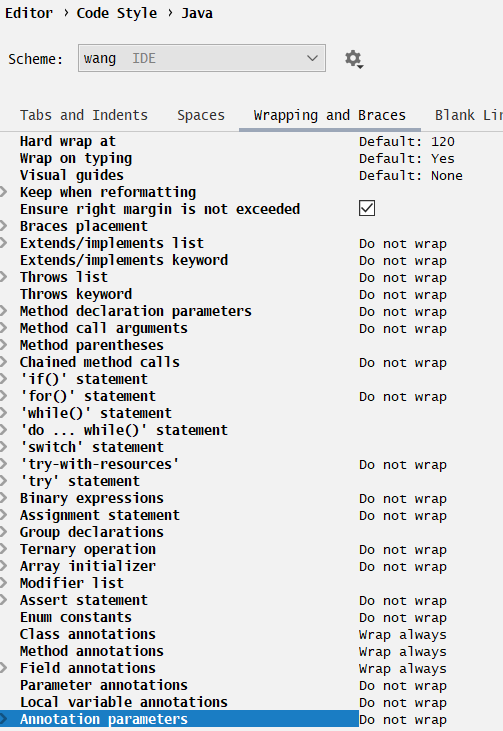 Editor › Code Style › Java
Scheme: wang IDE
Tabs and Indents Spaces Wrapping and Braces Blank Lin
Hard wrap at Default: 120
Wrap on typing Default: Yes
Visual guides Default: None
Keep when reformatting
Ensure right margin is not exceeded
Braces placement
Extends/implements list Do not wrap
Extends/implements keyword Do not wrap
Throws list Do not wrap
Throws keyword Do not wrap
Method declaration parameters Do not wrap
Method call arguments Do not wrap
Method parentheses
Chained method calls Do not wrap
'if()' statement
'for()' statement Do not wrap
'while()' statement
'do ... while()' statement
'switch' statement
'try-with-resources' Do not wrap
'try' statement
Binary expressions Do not wrap
Assignment statement Do not wrap
Group declarations
Ternary operation Do not wrap
Array initializer Do not wrap
Modifier list
Assert statement Do not wrap
Enum constants Do not wrap
Class annotations Wrap always
Method annotations Wrap always
Field annotations Wrap always
Parameter annotations Do not wrap
Local variable annotations Do not wrap
Annotation parameters Do not wrap